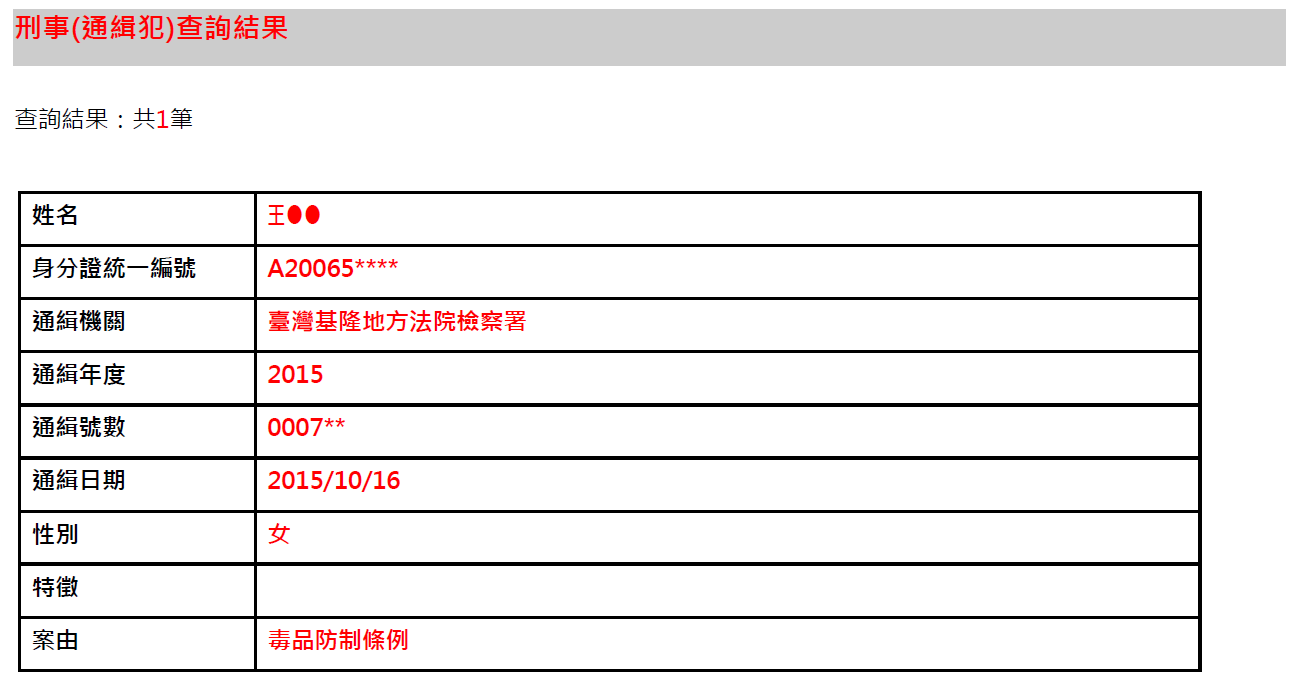 刑事(通緝犯)查詢結果
查詢結果：共1筆
姓名 王●●
身分證統一編號 A20065****
通緝機關 臺灣基隆地方法院檢察署
通緝年度 2015
通緝號數 0007**
通緝日期 2015/10/16
性別 女
特徵
案由 毒品防制條例